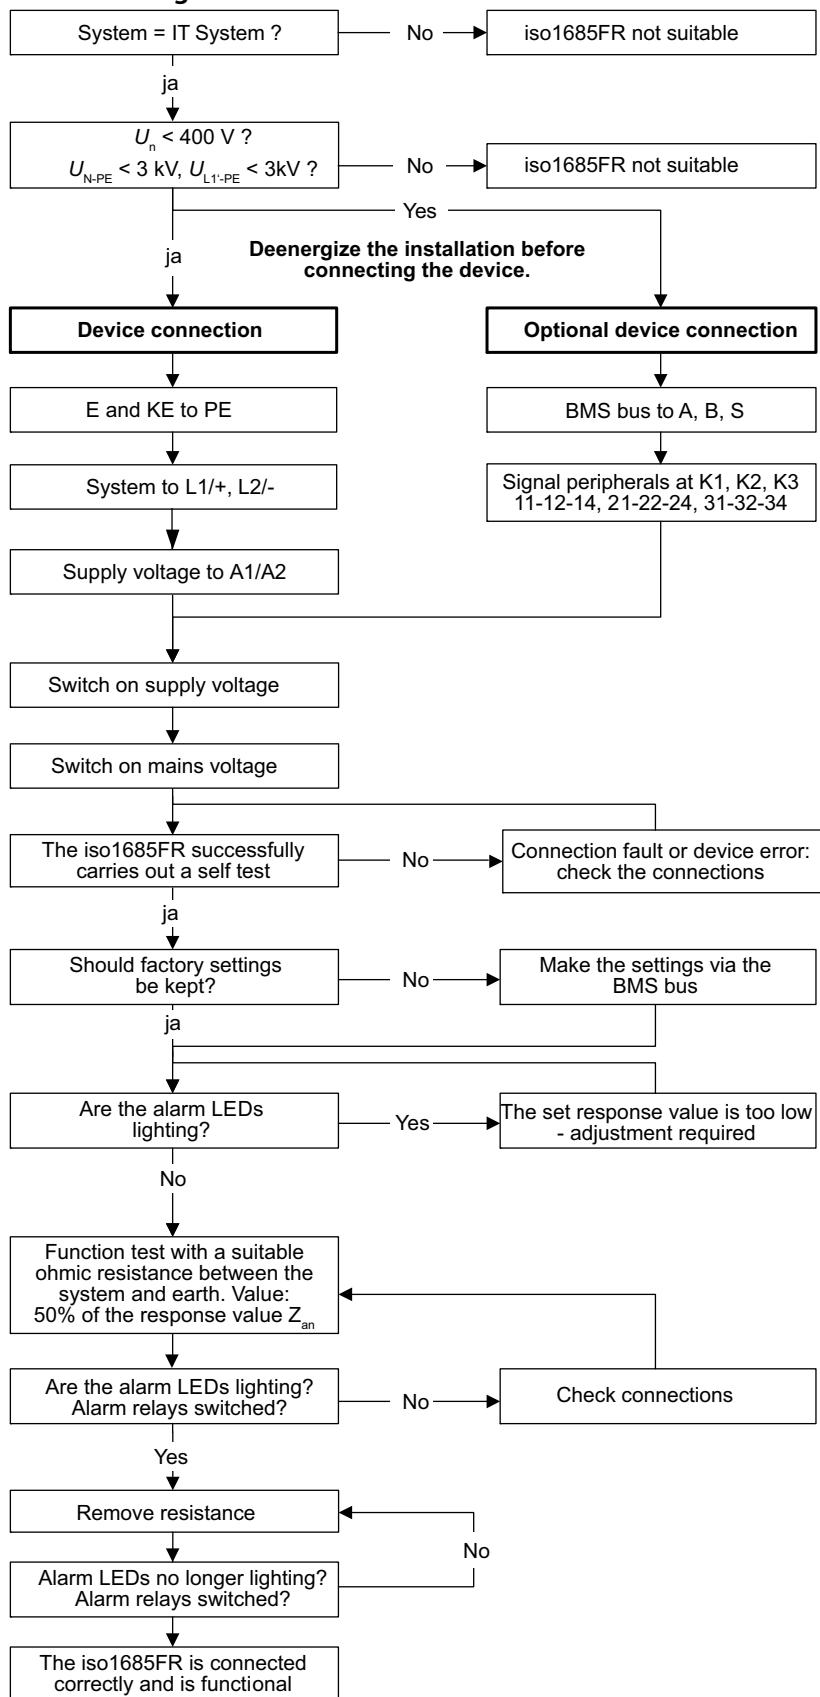 System = IT System ?
No
iso1685FR not suitable
ja
Un < 400 V ?
UN-PE < 3 kV, UL1'-PE < 3kV ?
No
iso1685FR not suitable
Yes
ja
Deenergize the installation before
connecting the device.
Device connection
Optional device connection
E and KE to PE
BMS bus to A, B, S
System to L1/+, L2/-
Signal peripherals at K1, K2, K3
11-12-14, 21-22-24, 31-32-34
Supply voltage to A1/A2
Switch on supply voltage
Switch on mains voltage
The iso1685FR successfully
carries out a self test
No
Connection fault or device error:
check the connections
ja
Should factory settings
be kept?
No
Make the settings via the
BMS bus
ja
Are the alarm LEDs
lighting?
Yes
The set response value is too low
- adjustment required
No
Function test with a suitable
ohmic resistance between the
system and earth. Value:
50% of the response value Zan
Are the alarm LEDs lighting?
Alarm relays switched?
No
Check connections
Yes
Remove resistance
No
Alarm LEDs no longer lighting?
Alarm relays switched?
The iso1685FR is connected
correctly and is functional